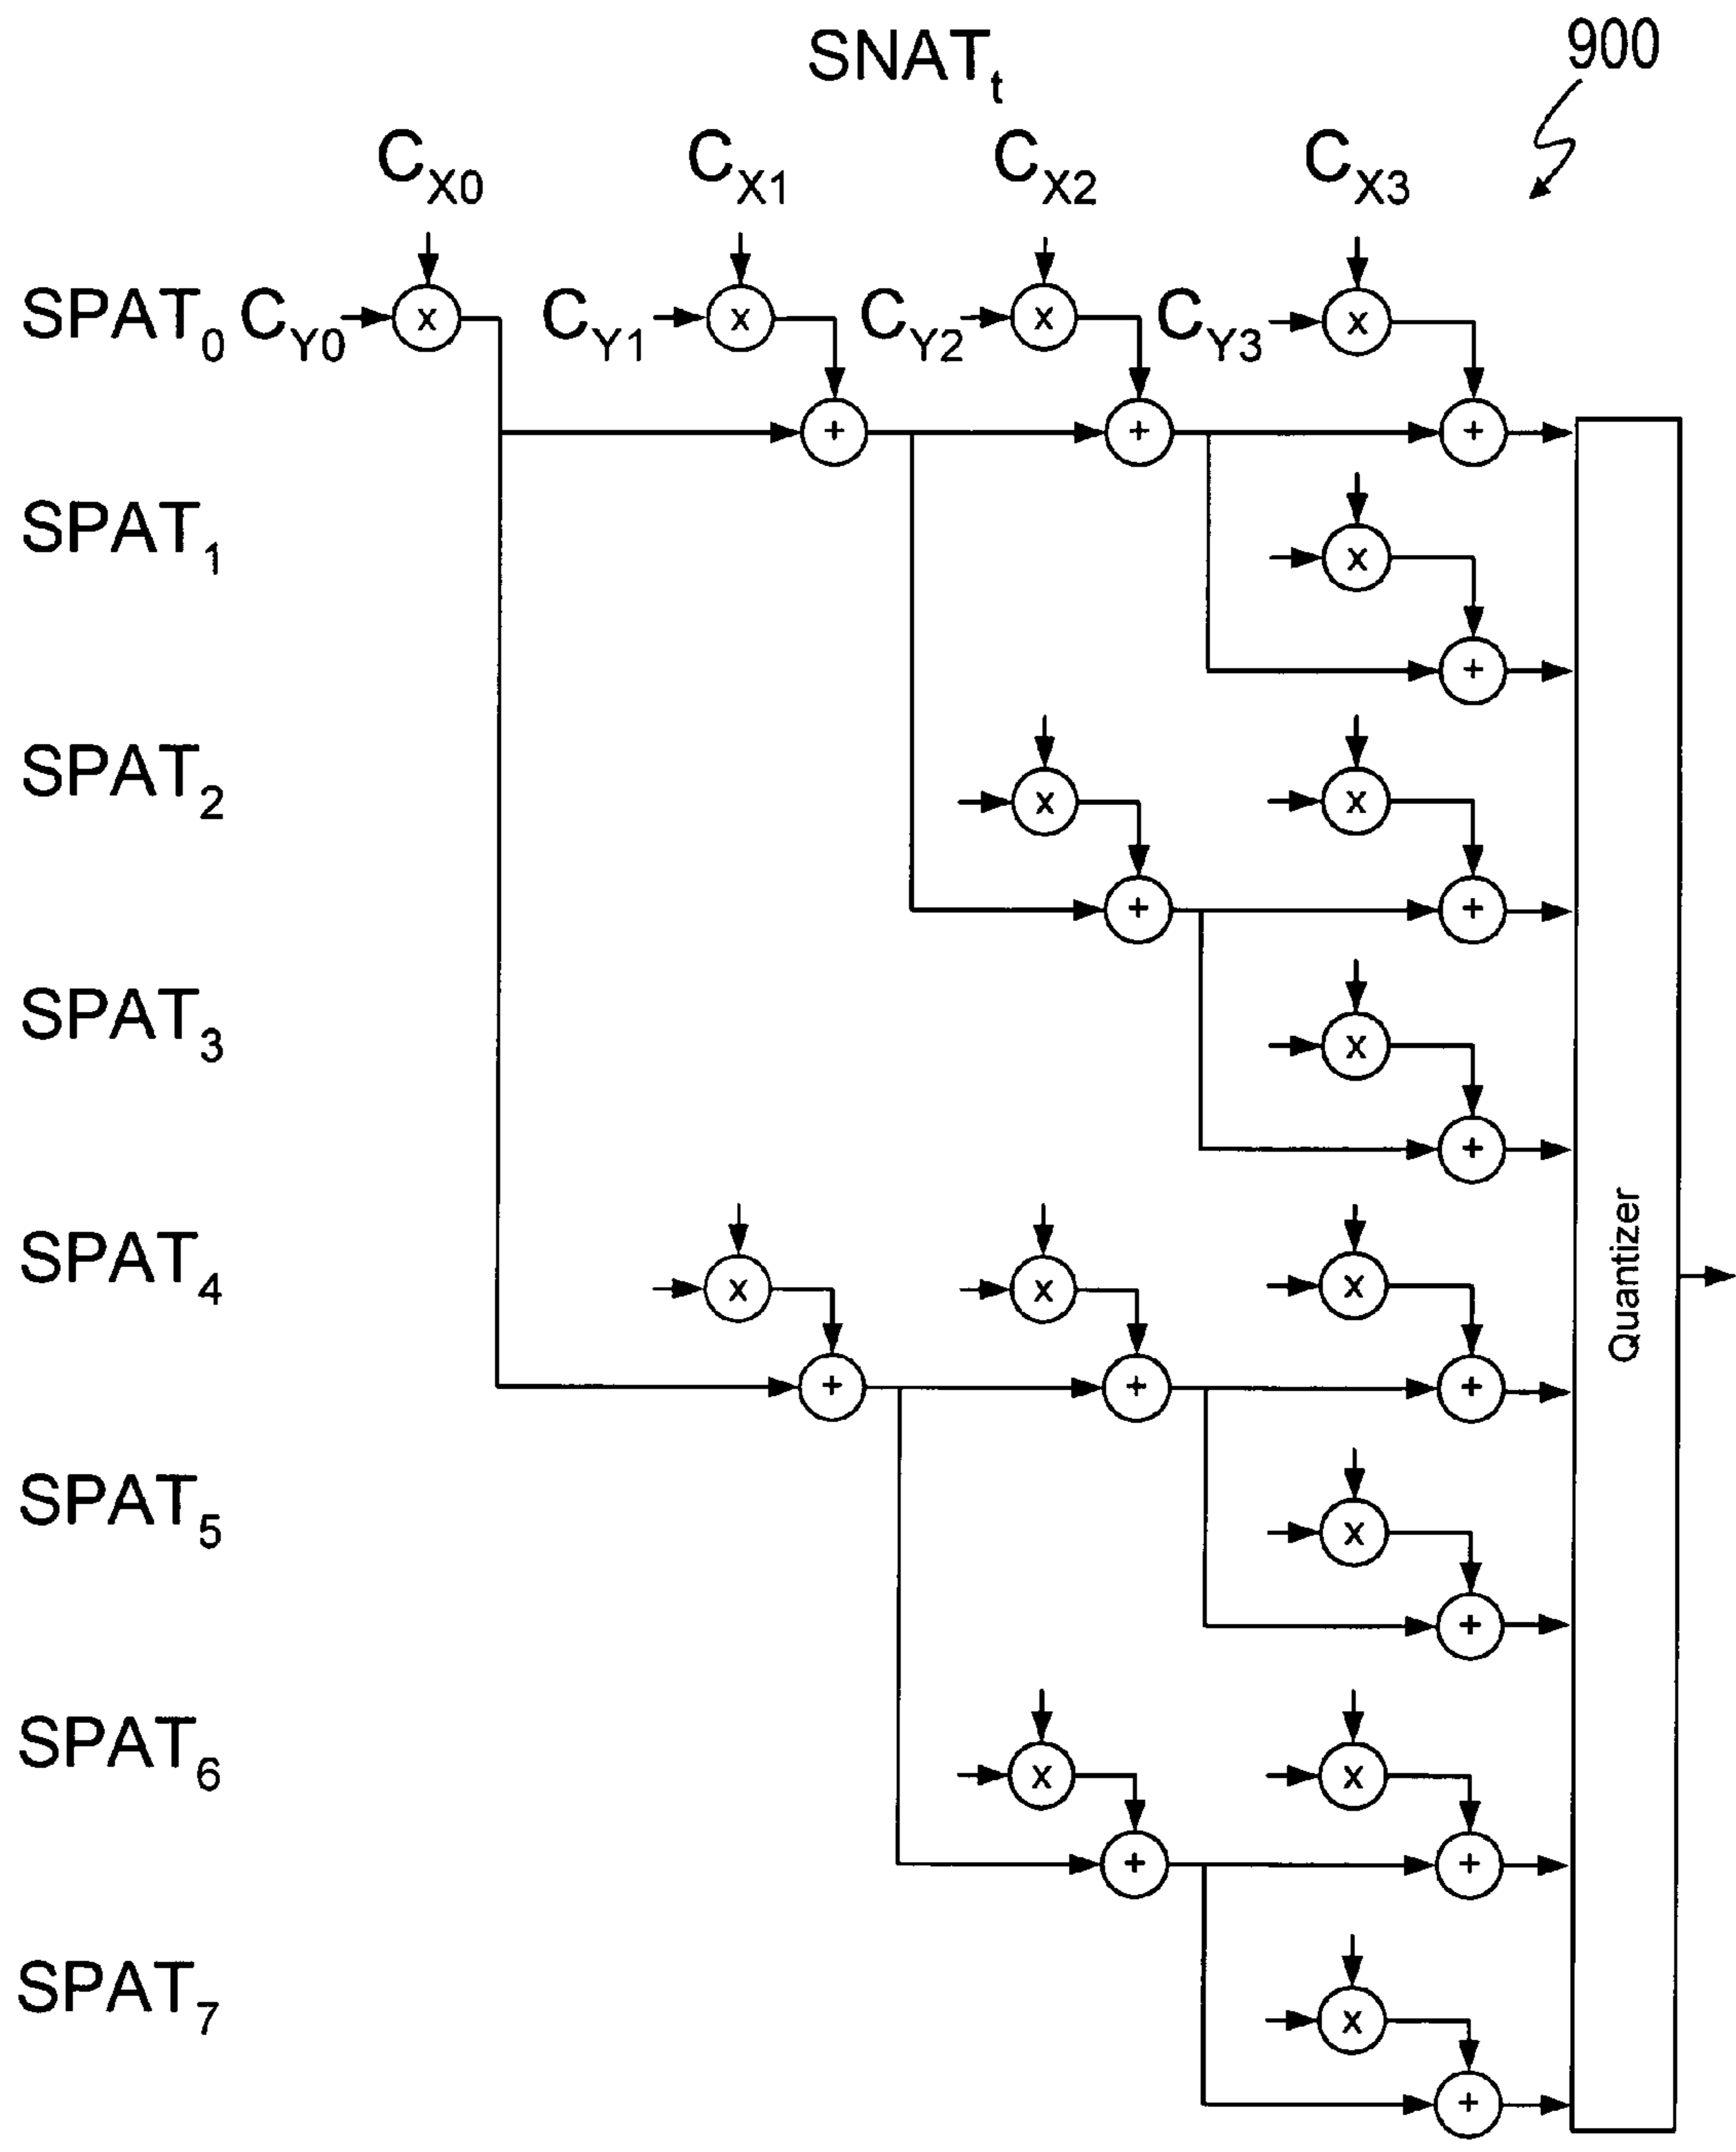 SNATt 900
CX0 CX1 CX2 CX3
SPAT0 CY0 x CY1 x CY2 x CY3 x
+ + +
SPAT1 x
+
SPAT2 x x
+ +
SPAT3 x
+
Quantizer
SPAT4 x x x
+ + +
SPAT5 x
+
SPAT6 x x
+ +
SPAT7 x
+